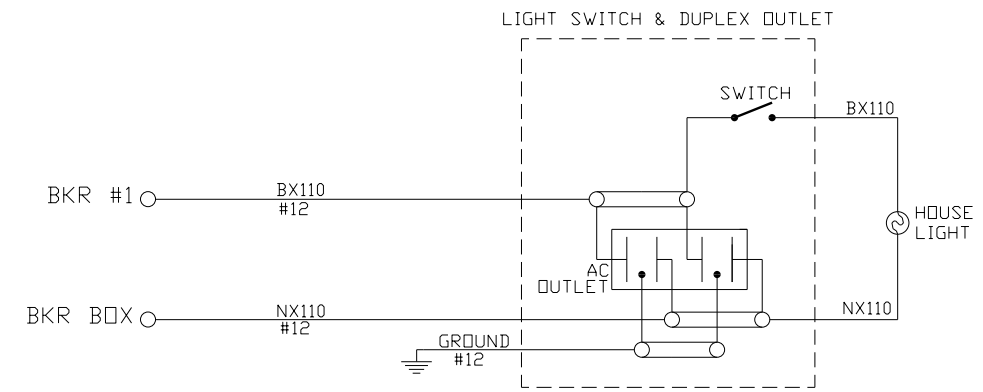 LIGHT SWITCH & DUPLEX OUTLET
SWITCH
BX110
BKR #1
BX110
#12
HOUSE
LIGHT
AC
OUTLET
BKR BOX
NX110
#12
NX110
GROUND
#12